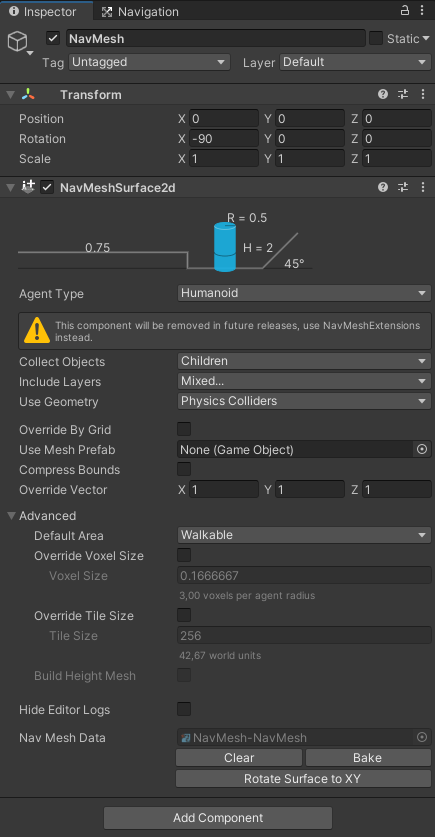 Inspector Navigation
NavMesh Static
Tag Untagged Layer Default
Transform
Position X 0 Y 0 Z 0
Rotation X -90 Y 0 Z 0
Scale X 1 Y 1 Z 1
NavMeshSurface2d
R = 0.5
0.75 H = 2
45°
Agent Type Humanoid
This component will be removed in future releases, use NavMeshExtensions
instead.
Collect Objects Children
Include Layers Mixed...
Use Geometry Physics Colliders
Override By Grid
Use Mesh Prefab None (Game Object)
Compress Bounds
Override Vector X 1 Y 1 Z 1
Advanced
Default Area Walkable
Override Voxel Size
Voxel Size 0.1666667
3,00 voxels per agent radius
Override Tile Size
Tile Size 256
42,67 world units
Build Height Mesh
Hide Editor Logs
Nav Mesh Data NavMesh-NavMesh
Clear Bake
Rotate Surface to XY
Add Component